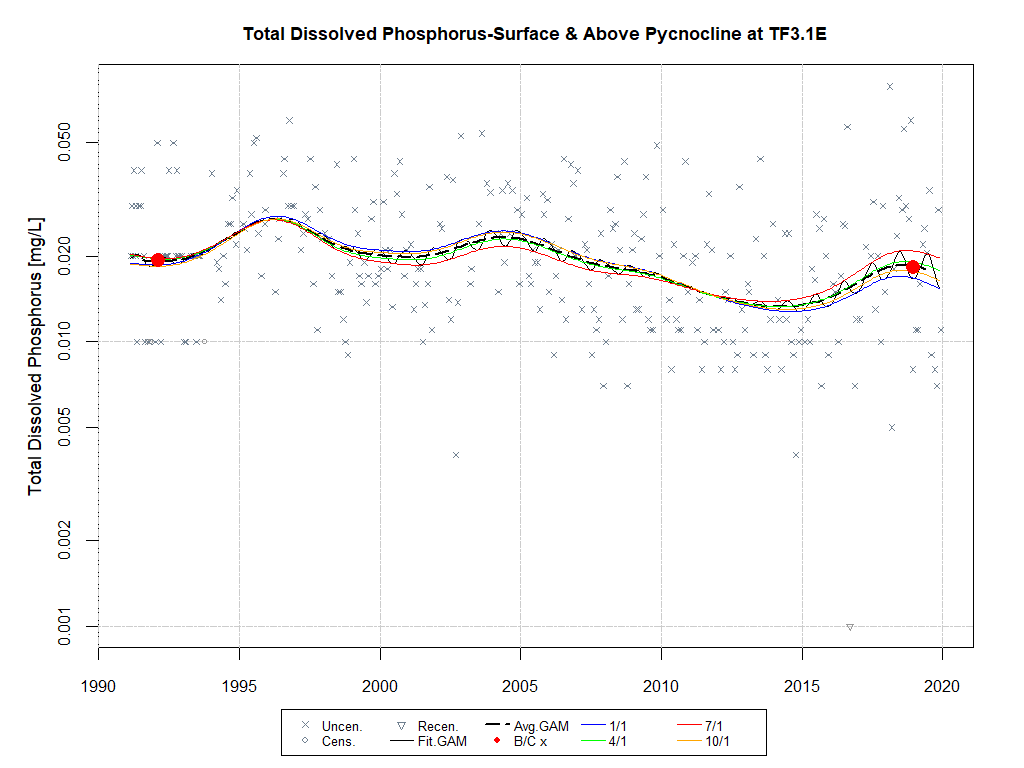 Total Dissolved Phosphorus-Surface & Above Pycnocline at TF3.1E
Total Dissolved Phosphorus [mg/L]
0.050
0.020
0.010
0.005
0.002
0.001
1990 1995 2000 2005 2010 2015 2020
Uncen. Recen. Avg.GAM 1/1 7/1
Cens. Fit.GAM B/C x 4/1 10/1